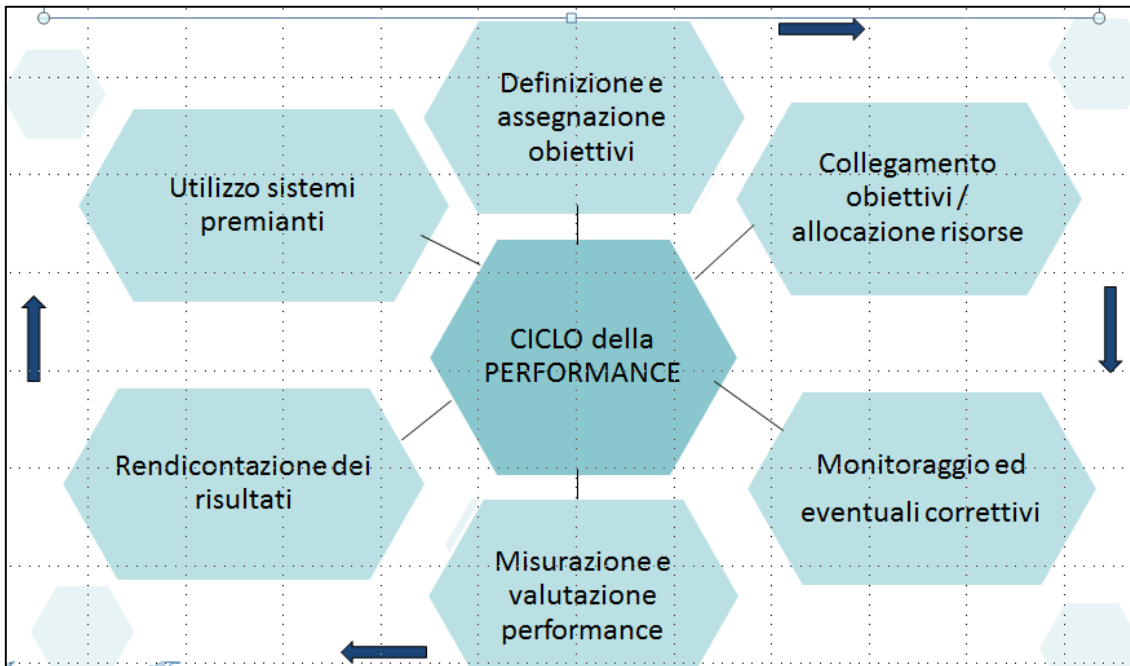 Definizione e
assegnazione
obiettivi
Collegamento
obiettivi /
allocazione risorse
Utilizzo sistemi
premianti
CICLO della
PERFORMANCE
Rendicontazione dei
risultati
Monitoraggio ed
eventuali correttivi
Misurazione e
valutazione
performance